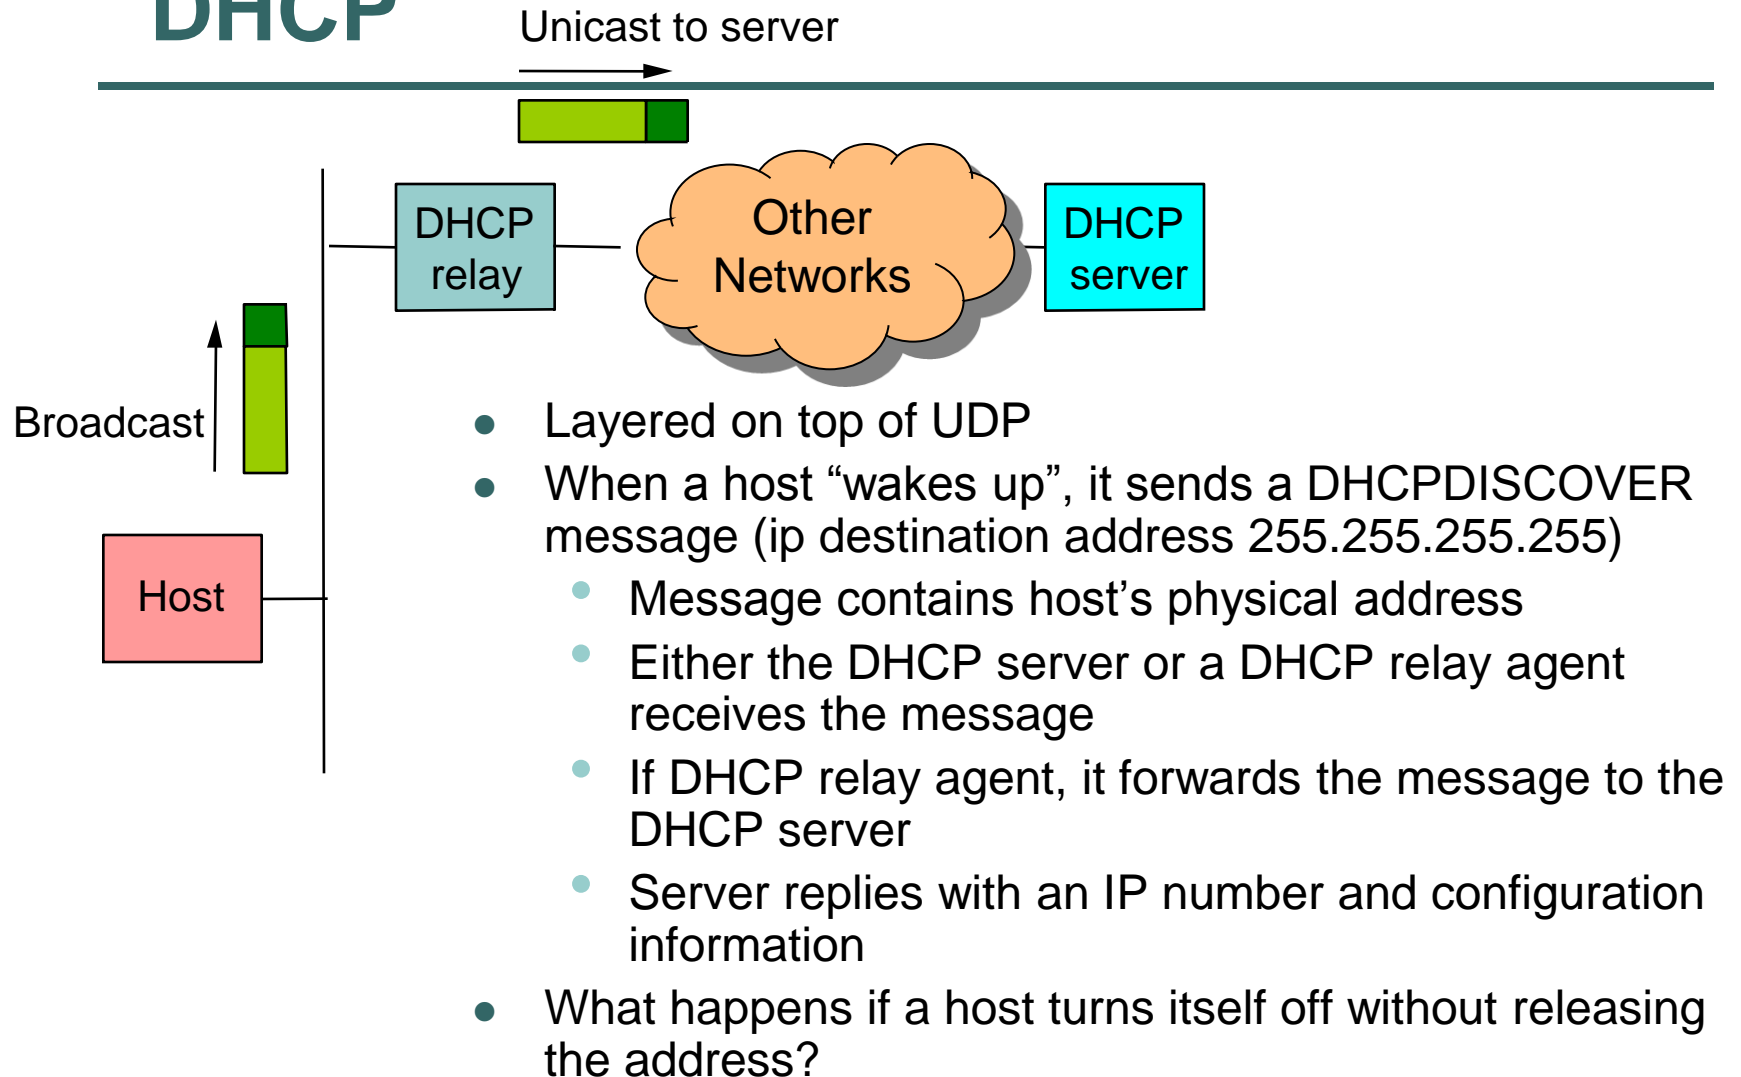 DHCP
Unicast to server
DHCP
relay
Other
Networks
DHCP
server
Broadcast
Host
Layered on top of UDP
When a host “wakes up”, it sends a DHCPDISCOVER
message (ip destination address 255.255.255.255)
Message contains host’s physical address
Either the DHCP server or a DHCP relay agent
receives the message
If DHCP relay agent, it forwards the message to the
DHCP server
Server replies with an IP number and configuration
information
What happens if a host turns itself off without releasing
the address?